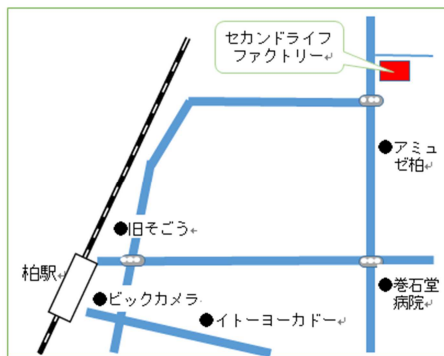 セカンドライフ
ファクトリー
●アミュ
ゼ柏
●旧そごう
柏駅
●ビックカメラ
●巻石堂
病院
●イトーヨーカドー